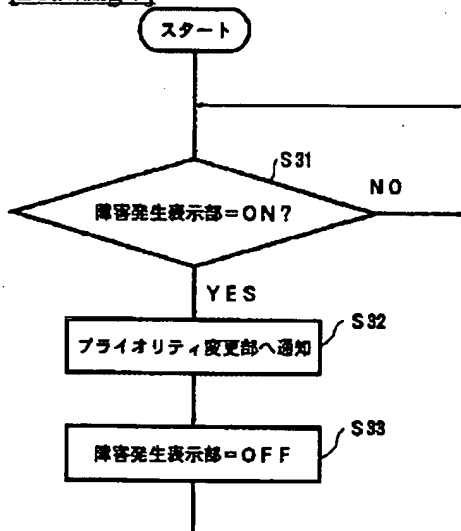 スタート
S31
障害発生表示部=ON?
NO
YES
S32
プライオリティ変更部へ通知
S33
障害発生表示部=OFF